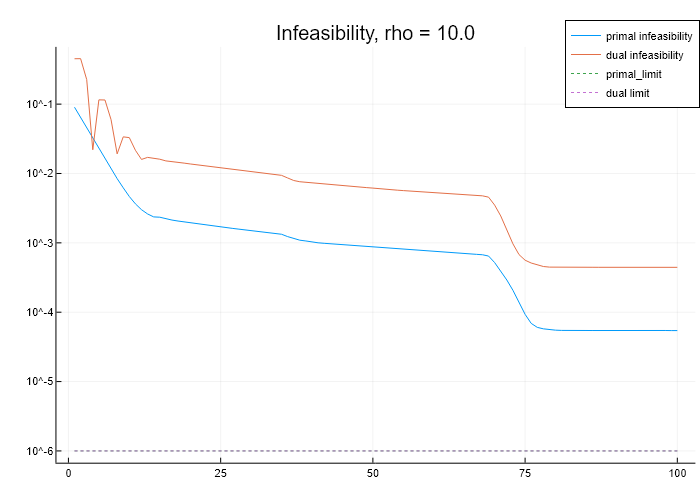 Infeasibility, rho = 10.0
primal infeasibility
dual infeasibility
primal_limit
dual limit
10^-1
10^-2
10^-3
10^-4
10^-5
10^-6
0
25
50
75
100